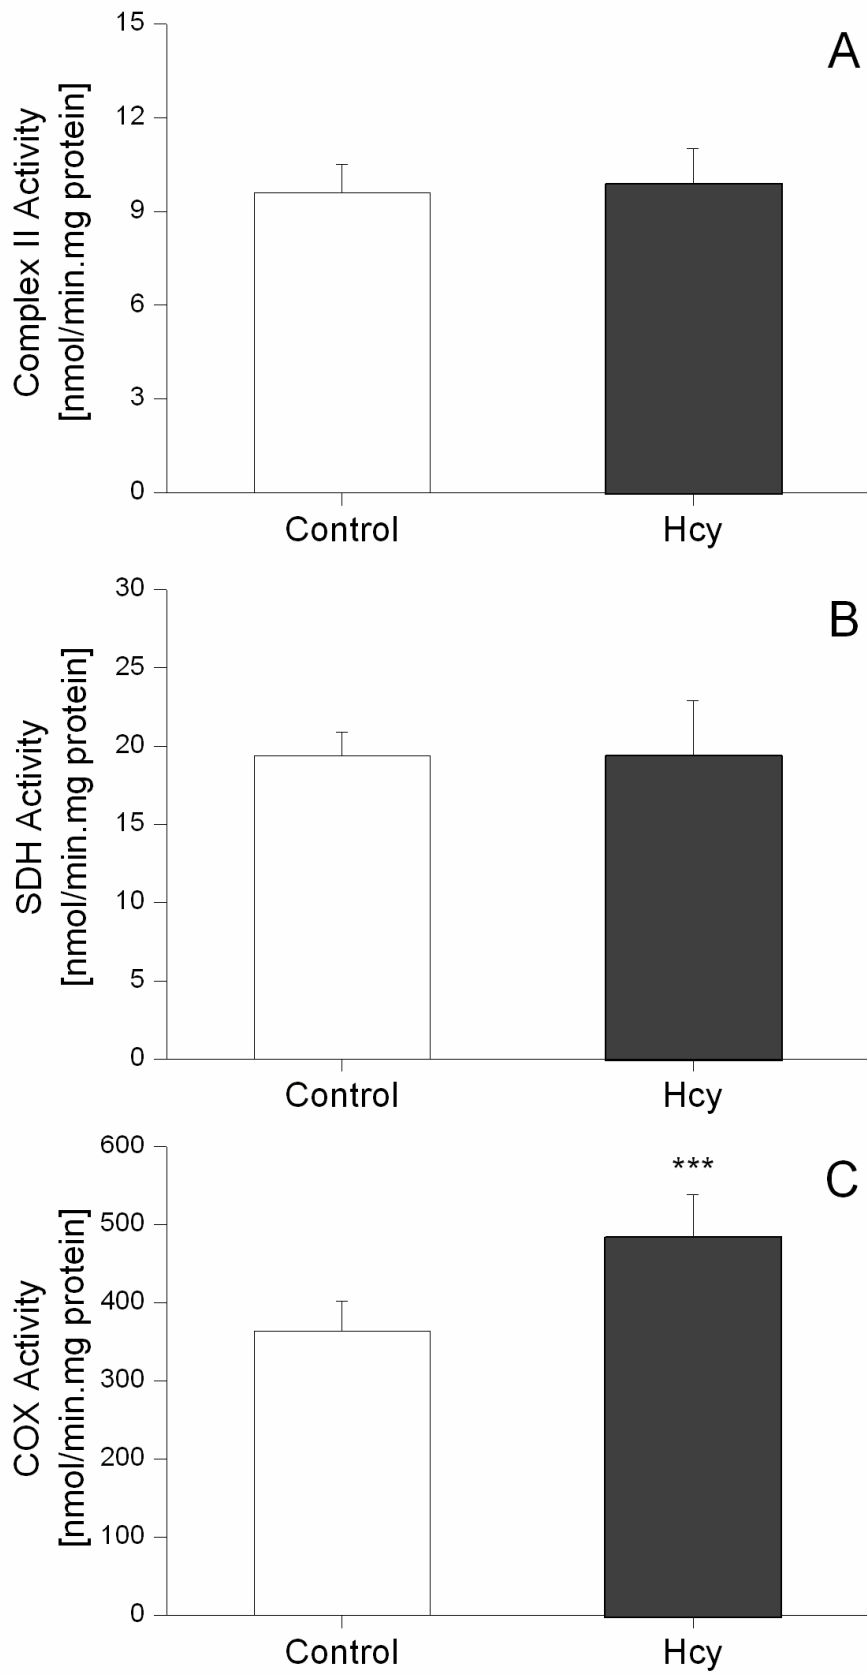 A
Complex II Activity
[nmol/min.mg protein]
15
12
9
6
3
0
Control
Hcy
B
SDH Activity
[nmol/min.mg protein]
30
25
20
15
10
5
0
Control
Hcy
C
COX Activity
[nmol/min.mg protein]
600
500
400
300
200
100
0
***
Control
Hcy